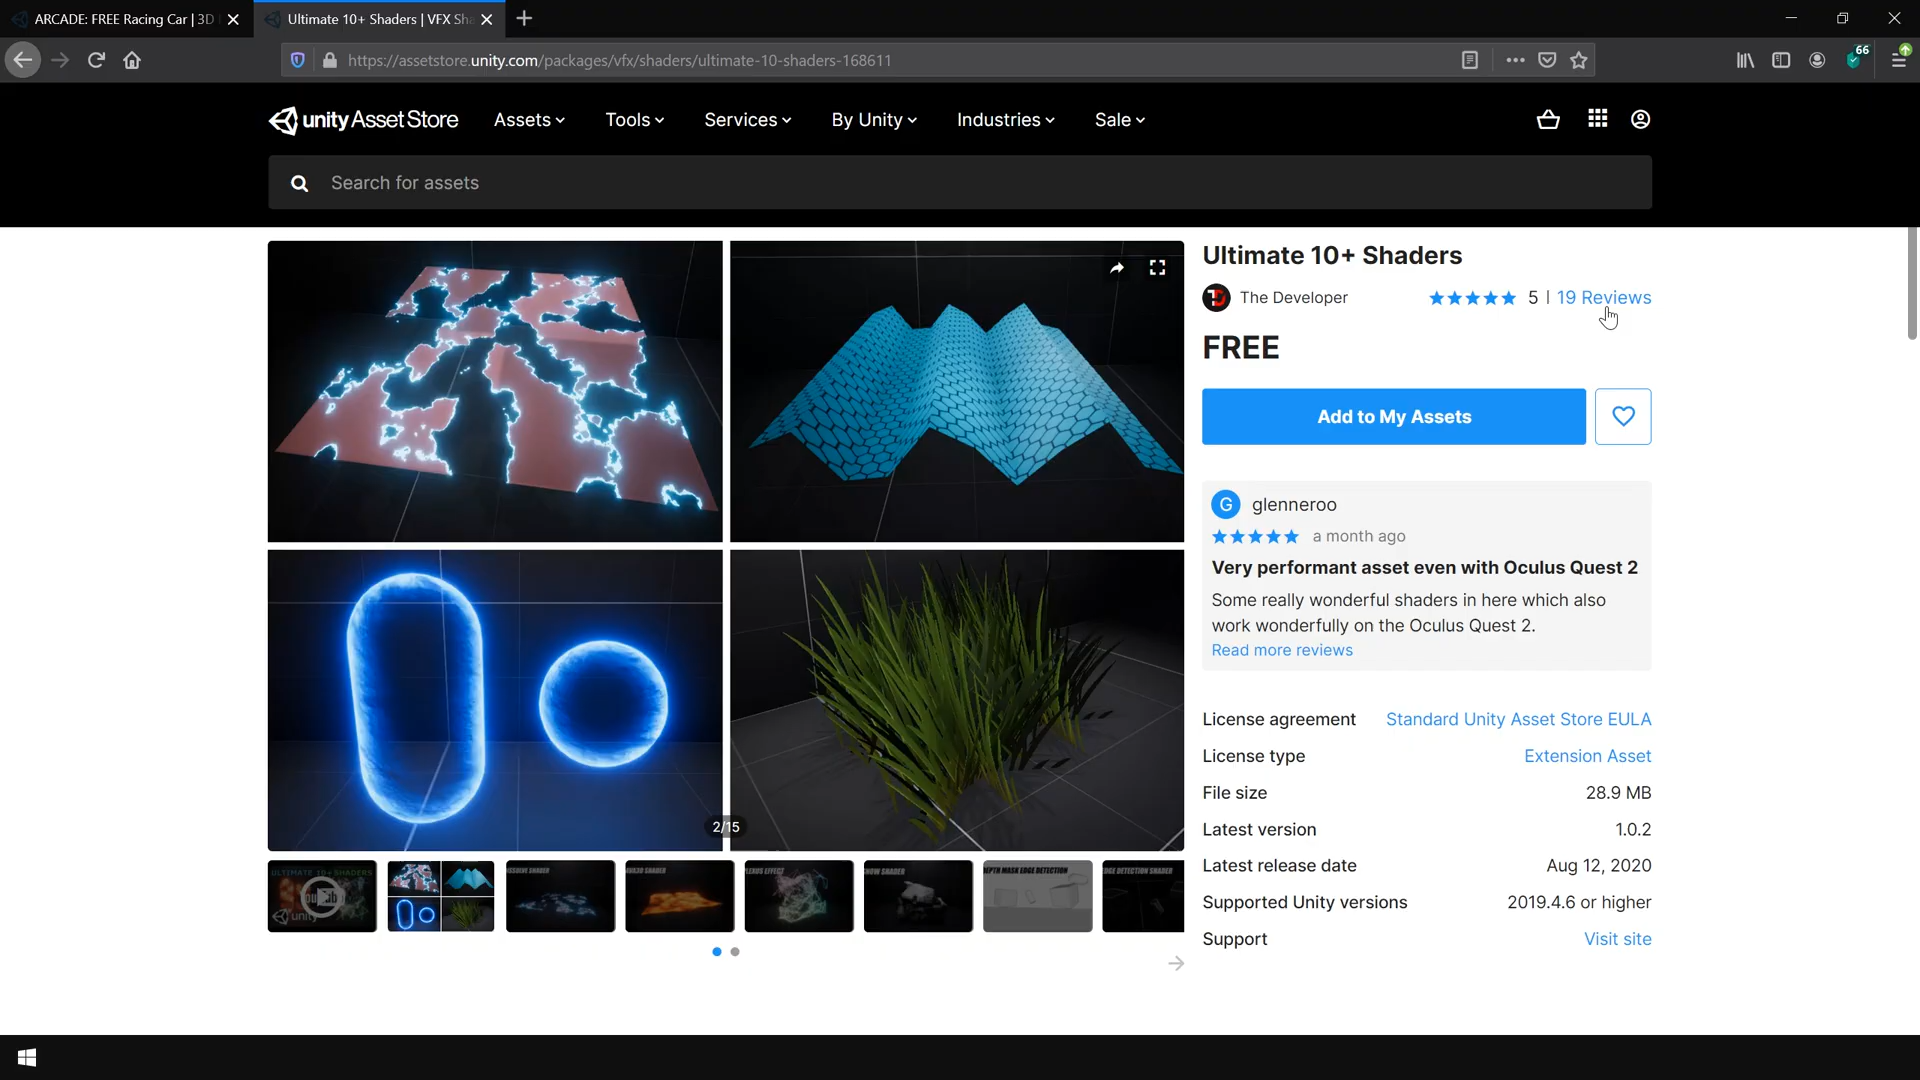 ARCADE: FREE Racing Car | 3D
Ultimate 10+ Shaders | VFX Sha
https://assetstore.unity.com/packages/vfx/shaders/ultimate-10-shaders-168611
66
unity Asset Store
Assets
Tools
Services
By Unity
Industries
Sale
Search for assets
Ultimate 10+ Shaders
The Developer
5 | 19 Reviews
FREE
Add to My Assets
G
glenneroo
a month ago
Very performant asset even with Oculus Quest 2
Some really wonderful shaders in here which also
work wonderfully on the Oculus Quest 2.
Read more reviews
License agreement
Standard Unity Asset Store EULA
License type
Extension Asset
File size
28.9 MB
Latest version
1.0.2
Latest release date
Aug 12, 2020
Supported Unity versions
2019.4.6 or higher
Support
Visit site
2/15
ULTIMATE 10+SHADERS
unity
SHADER
PLEXUS EFFECT
SNOW SHADER
DEPTH MASK EDGE DETECTION
DGE DETECTION SHADER